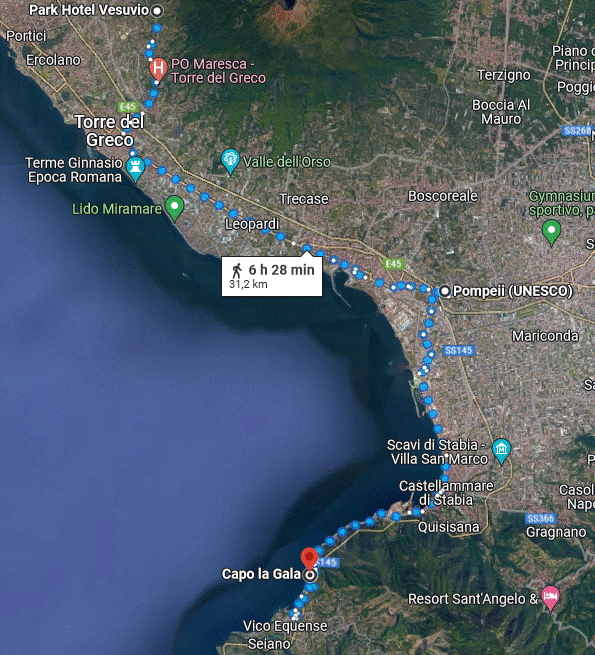 Park Hotel Vesuvio
Portici
Ercolano
PO Maresca -
Torre del Greco
Piano d
Princip
Terzigno
Poggio
Boccia Al
Mauro
E45
Torre del
Greco
SS268
Terme Ginnasio
Epoca Romana
Valle dell'Orso
Trecase
Boscoreale
Gymnasium
sportivo, pa
Lido Miramare
Leopardi
6 h 28 min
31,2 km
E45
Pompeii (UNESCO)
Mariconda
SS145
Sa
Scavi di Stabia -
Villa San Marco
Castellammare
di Stabia
Casol
Napo
SS366
Quisisana
Gragnano
SS145
Capo la Gala
Resort Sant'Angelo &
Vico Equense
Seiano